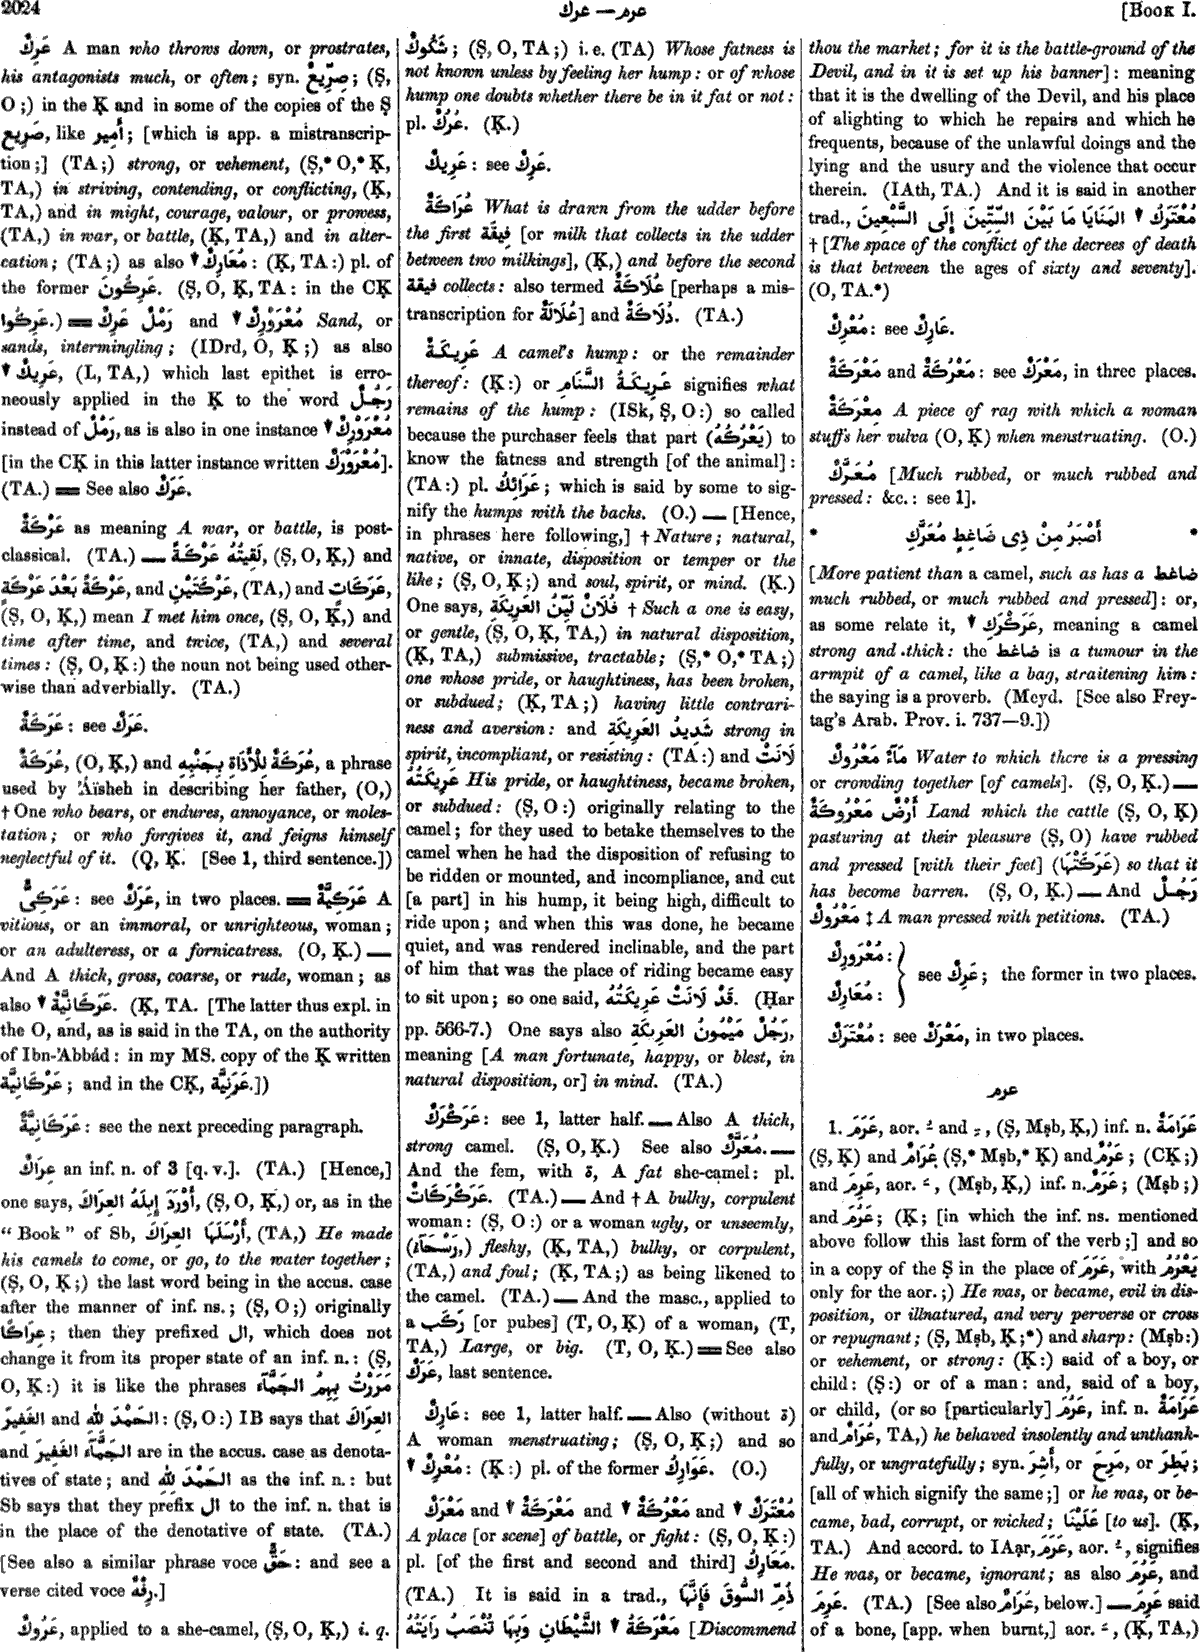 2024
عرم — عرك
[Book I.
عَرِكٌ A man who throws down, or prostrates,
his antagonists much, or often; syn. صِرِّيعٌ; (Ṣ,
O;) in the Ḳ and in some of the copies of the Ṣ
صَرِيع, like أَمِير; [which is app. a mistranscrip-
tion;] (TA;) strong, or vehement, (Ṣ,* O,* Ḳ,
TA,) in striving, contending, or conflicting, (Ḳ,
TA,) and in might, courage, valour, or prowess,
(TA,) in war, or battle, (Ḳ, TA,) and in alter-
cation; (TA;) as also ↓ مُعَارِكٌ: (Ḳ, TA:) pl. of
the former عَرِكُونَ. (Ṣ, O, Ḳ, TA: in the CḲ
عَرِكُوا.) ═ رَمْلٌ عَرِكٌ and ↓ مُعْرَوْرِكٌ Sand, or
sands, intermingling; (IDrd, O, Ḳ;) as also
↓ عَرِيكٌ, (L, TA,) which last epithet is erro-
neously applied in the Ḳ to the word رَجُلٌ
instead of رَمْلٌ, as is also in one instance ↓ مُعْرَوْرِكٌ
[in the CḲ in this latter instance written مُعْرَوْرَكٌ].
(TA.) ═ See also عَرَكٌ.
عَرْكَةٌ as meaning A war, or battle, is post-
classical. (TA.) — لَقِيتُهُ عَرْكَةً, (Ṣ, O, Ḳ,) and
عَرْكَةً بَعْدَ عَرْكَةٍ, and عَرْكَتَيْنِ, (TA,) and عَرَكَاتٍ,
(Ṣ, O, Ḳ,) mean I met him once, (Ṣ, O, Ḳ,) and
time after time, and twice, (TA,) and several
times: (Ṣ, O, Ḳ:) the noun not being used other-
wise than adverbially. (TA.)
عَرَكَةٌ: see عَرَكٌ.
عُرَكَةٌ, (O, Ḳ,) and عُرَكَةٌ لِلْأَذَاةِ بِجَنْبِهِ, a phrase
used by 'Áïsheh in describing her father, (O,)
† One who bears, or endures, annoyance, or moles-
tation; or who forgives it, and feigns himself
neglectful of it. (O, Ḳ. [See 1, third sentence.])
عَرَكِىٌّ: see عَرَكٌ, in two places. ═ عَرَكِيَّةٌ A
vitious, or an immoral, or unrighteous, woman;
or an adulteress, or a fornicatress. (O, Ḳ.) —
And A thick, gross, coarse, or rude, woman; as
also ↓ عَرَكَانِيَّةٌ. (Ḳ, TA. [The latter thus expl. in
the O, and, as is said in the TA, on the authority
of Ibn-'Abbád: in my MS. copy of the Ḳ written
عَرْكَانِيَّة; and in the CḲ, عَرَنِيَّة.])
عَرَكَانِيَّةٌ: see the next preceding paragraph.
عِرَاكٌ an inf. n. of 3 [q. v.]. (TA.) [Hence,]
one says, أَوْرَدَ إِبِلَهُ العِرَاكَ, (Ṣ, O, Ḳ,) or, as in the
“Book” of Sb, أَرْسَلَهَا العِرَاكَ, (TA,) He made
his camels to come, or go, to the water together;
(Ṣ, O, Ḳ;) the last word being in the accus. case
after the manner of inf. ns.; (Ṣ, O;) originally
عِرَاكًا; then they prefixed ال, which does not
change it from its proper state of an inf. n.: (Ṣ,
O, Ḳ:) it is like the phrases مَرَرْتُ بِهِمُ الجَمَّآءَ
الغَفِيرَ and الحَمْدَ لِلّٰهِ: (Ṣ, O:) IB says that العِرَاكَ
and الجَمَّآءَ الغَفِيرَ are in the accus. case as denota-
tives of state; and الحَمْدَ لِلّٰهِ as the inf. n.: but
Sb says that they prefix ال to the inf. n. that is
in the place of the denotative of state. (TA.)
[See also a similar phrase voce حَقٌّ: and see a
verse cited voce رِفْهٌ.]
عَرُوكٌ, applied to a she-camel, (Ṣ, O, Ḳ,) i. q.
شَكُوكٌ; (Ṣ, O, TA;) i. e. (TA) Whose fatness is
not known unless by feeling her hump: or of whose
hump one doubts whether there be in it fat or not:
pl. عُرُكٌ. (Ḳ.)
عَرِيكٌ: see عَرِكٌ.
عُرَاكَةٌ What is drawn from the udder before
the first فِيقَة [or milk that collects in the udder
between two milkings], (Ḳ,) and before the second
فيقة collects: also termed عُلَاكَةٌ [perhaps a mis-
transcription for عُلَالَةٌ] and دُلَاكَةٌ. (TA.)
عَرِيكَةٌ A camel's hump: or the remainder
thereof: (Ḳ:) or عَرِيكَةُ السَّنَامِ signifies what
remains of the hump: (ISk, Ṣ, O:) so called
because the purchaser feels that part (يَعْرُكُهُ) to
know the fatness and strength [of the animal]:
(TA:) pl. عَرَائِكُ; which is said by some to sig-
nify the humps with the backs. (O.) — [Hence,
in phrases here following,] † Nature; natural,
native, or innate, disposition or temper or the
like; (Ṣ, O, Ḳ;) and soul, spirit, or mind. (Ḳ.)
One says, فُلَانٌ لَيِّنُ العَرِيكَةِ † Such a one is easy,
or gentle, (Ṣ, O, Ḳ, TA,) in natural disposition,
(Ḳ, TA,) submissive, tractable; (Ṣ,* O,* TA;)
one whose pride, or haughtiness, has been broken,
or subdued; (Ḳ, TA;) having little contrari-
ness and aversion: and شَدِيدُ العَرِيكَةِ strong in
spirit, incompliant, or resisting: (TA:) and لَانَتْ
عَرِيكَتُهُ His pride, or haughtiness, became broken,
or subdued: (Ṣ, O:) originally relating to the
camel; for they used to betake themselves to the
camel when he had the disposition of refusing to
be ridden or mounted, and incompliance, and cut
[a part] in his hump, it being high, difficult to
ride upon; and when this was done, he became
quiet, and was rendered inclinable, and the part
of him that was the place of riding became easy
to sit upon; so one said, قَدْ لَانَتْ عَرِيكَتُهُ. (Ḥar
pp. 566-7.) One says also رَجُلٌ مَيْمُونُ العَرِيكَةِ,
meaning [A man fortunate, happy, or blest, in
natural disposition, or] in mind. (TA.)
عَرَكْرَكٌ: see 1, latter half. — Also A thick,
strong camel. (Ṣ, O, Ḳ.) See also مُعَرَّكٌ. —
And the fem, with ة, A fat she-camel: pl.
عَرَكْرَكَاتٌ. (TA.) — And † A bulky, corpulent
woman: (Ṣ, O:) or a woman ugly, or unseemly,
(رَسْحَآءُ,) fleshy, (Ḳ, TA,) bulky, or corpulent,
(TA,) and foul; (Ḳ, TA;) as being likened to
the camel. (TA.) — And the masc., applied to
a رَكَب [or pubes] (T, O, Ḳ) of a woman, (T,
TA,) Large, or big. (T, O, Ḳ.) ═ See also
عَرَكٌ, last sentence.
عَارِكٌ: see 1, latter half. — Also (without ة)
A woman menstruating; (Ṣ, O, Ḳ;) and so
↓ مُعْرِكٌ: (Ḳ:) pl. of the former عَوَارِكُ. (O.)
مَعْرَكٌ and ↓ مَعْرَكَةٌ and ↓ مَعْرُكَةٌ and ↓ مُعْتَرَكٌ
A place [or scene] of battle, or fight: (Ṣ, O, Ḳ:)
pl. [of the first and second and third] مَعَارِكُ.
(TA.) It is said in a trad., ذُمِّ السُّوقَ فَإِنَّهَا
↓ مَعْرَكَةُ الشَّيْطَانِ وَبِهَا تُنْصَبُ رَايَتُهُ [Discommend
thou the market; for it is the battle-ground of the
Devil, and in it is set up his banner]: meaning
that it is the dwelling of the Devil, and his place
of alighting to which he repairs and which he
frequents, because of the unlawful doings and the
lying and the usury and the violence that occur
therein. (IAth, TA.) And it is said in another
trad., ↓ مُعْتَرَكُ المَنَايَا مَا بَيْنَ السِّتِّينَ إِلَى السَّبْعِينَ
† [The space of the conflict of the decrees of death
is that between the ages of sixty and seventy].
(O, TA.*)
مُعْرِكٌ: see عَارِكٌ.
مَعْرَكَةٌ and مَعْرُكَةٌ: see مَعْرَكٌ, in three places.
مِعْرَكَةٌ A piece of rag with which a woman
stuffs her vulva (O, Ḳ) when menstruating. (O.)
مُعَرَّكٌ [Much rubbed, or much rubbed and
pressed: &c.: see 1].
* أَصْبَرُ مِنْ ذِى ضَاغِطٍ مُعَرَّكِ *
[More patient than a camel, such as has a ضاغط
much rubbed, or much rubbed and pressed]: or,
as some relate it, ↓ عَرَكْرَكِ, meaning a camel
strong and thick: the ضاغط is a tumour in the
armpit of a camel, like a bag, straitening him:
the saying is a proverb. (Meyd. [See also Frey-
tag's Arab. Prov. i. 737—9.])
مَآءٌ مَعْرُوكٌ Water to which there is a pressing
or crowding together [of camels]. (Ṣ, O, Ḳ.) —
أَرْضٌ مَعْرُوكَةٌ Land which the cattle (Ṣ, O, Ḳ)
pasturing at their pleasure (Ṣ, O) have rubbed
and pressed [with their feet] (عَرَكَتْهَا) so that it
has become barren. (Ṣ, O, Ḳ.) — And رَجُلٌ
مَعْرُوكٌ ‡ A man pressed with petitions. (TA.)
مُعْرَوْرِكٌ:
مُعَارِكٌ:
} see عَرِكٌ; the former in two places.
مُعْتَرَكٌ: see مَعْرَكٌ, in two places.
عرم
1. عَرَمَ, aor. ـُ and ـِ, (Ṣ, Mṣb, Ḳ,) inf. n. عَرَامَةٌ
(Ṣ, Ḳ) and عُرَامٌ (Ṣ,* Mṣb,* Ḳ) and عَرْمٌ; (CḲ;)
and عَرِمَ, aor. ـَ, (Mṣb, Ḳ,) inf. n. عَرَمٌ; (Mṣb;)
and عَرُمَ; (Ḳ; [in which the inf. ns. mentioned
above follow this last form of the verb;] and so
in a copy of the Ṣ in the place of عَرَمَ, with يَعْرُمُ
only for the aor.;) He was, or became, evil in dis-
position, or illnatured, and very perverse or cross
or repugnant; (Ṣ, Mṣb, Ḳ;*) and sharp: (Mṣb:)
or vehement, or strong: (Ḳ:) said of a boy, or
child: (Ṣ:) or of a man: and, said of a boy,
or child, (or so [particularly] عَرُمَ, inf. n. عَرَامَةٌ
and عُرَامٌ, TA,) he behaved insolently and unthank-
fully, or ungratefully; syn. أَشِرَ, or مَرِحَ, or بَطِرَ;
[all of which signify the same;] or he was, or be-
came, bad, corrupt, or wicked; عَلَيْنَا [to us]. (Ḳ,
TA.) And accord. to IAạr, عَرَمَ, aor. ـُ, signifies
He was, or became, ignorant; as also عَرُمَ, and
عَرِمَ. (TA.) [See also عُرَامٌ, below.] — عَرِمَ said
of a bone, [app. when burnt,] aor. ـَ, (Ḳ, TA,)